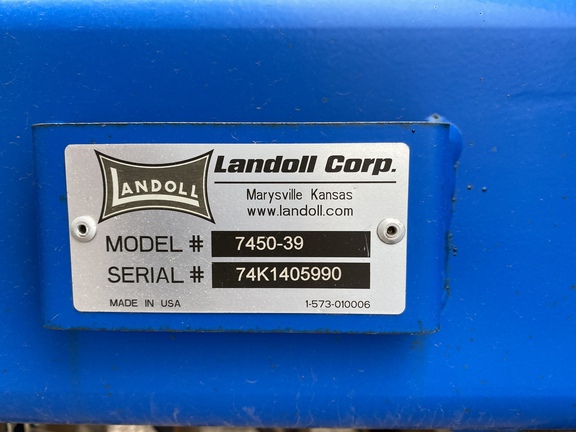 LANDOLL
Landoll Corp.
Marysville Kansas
www.landoll.com
MODEL # 7450-39
SERIAL # 74K1405990
MADE IN USA 1-573-010006